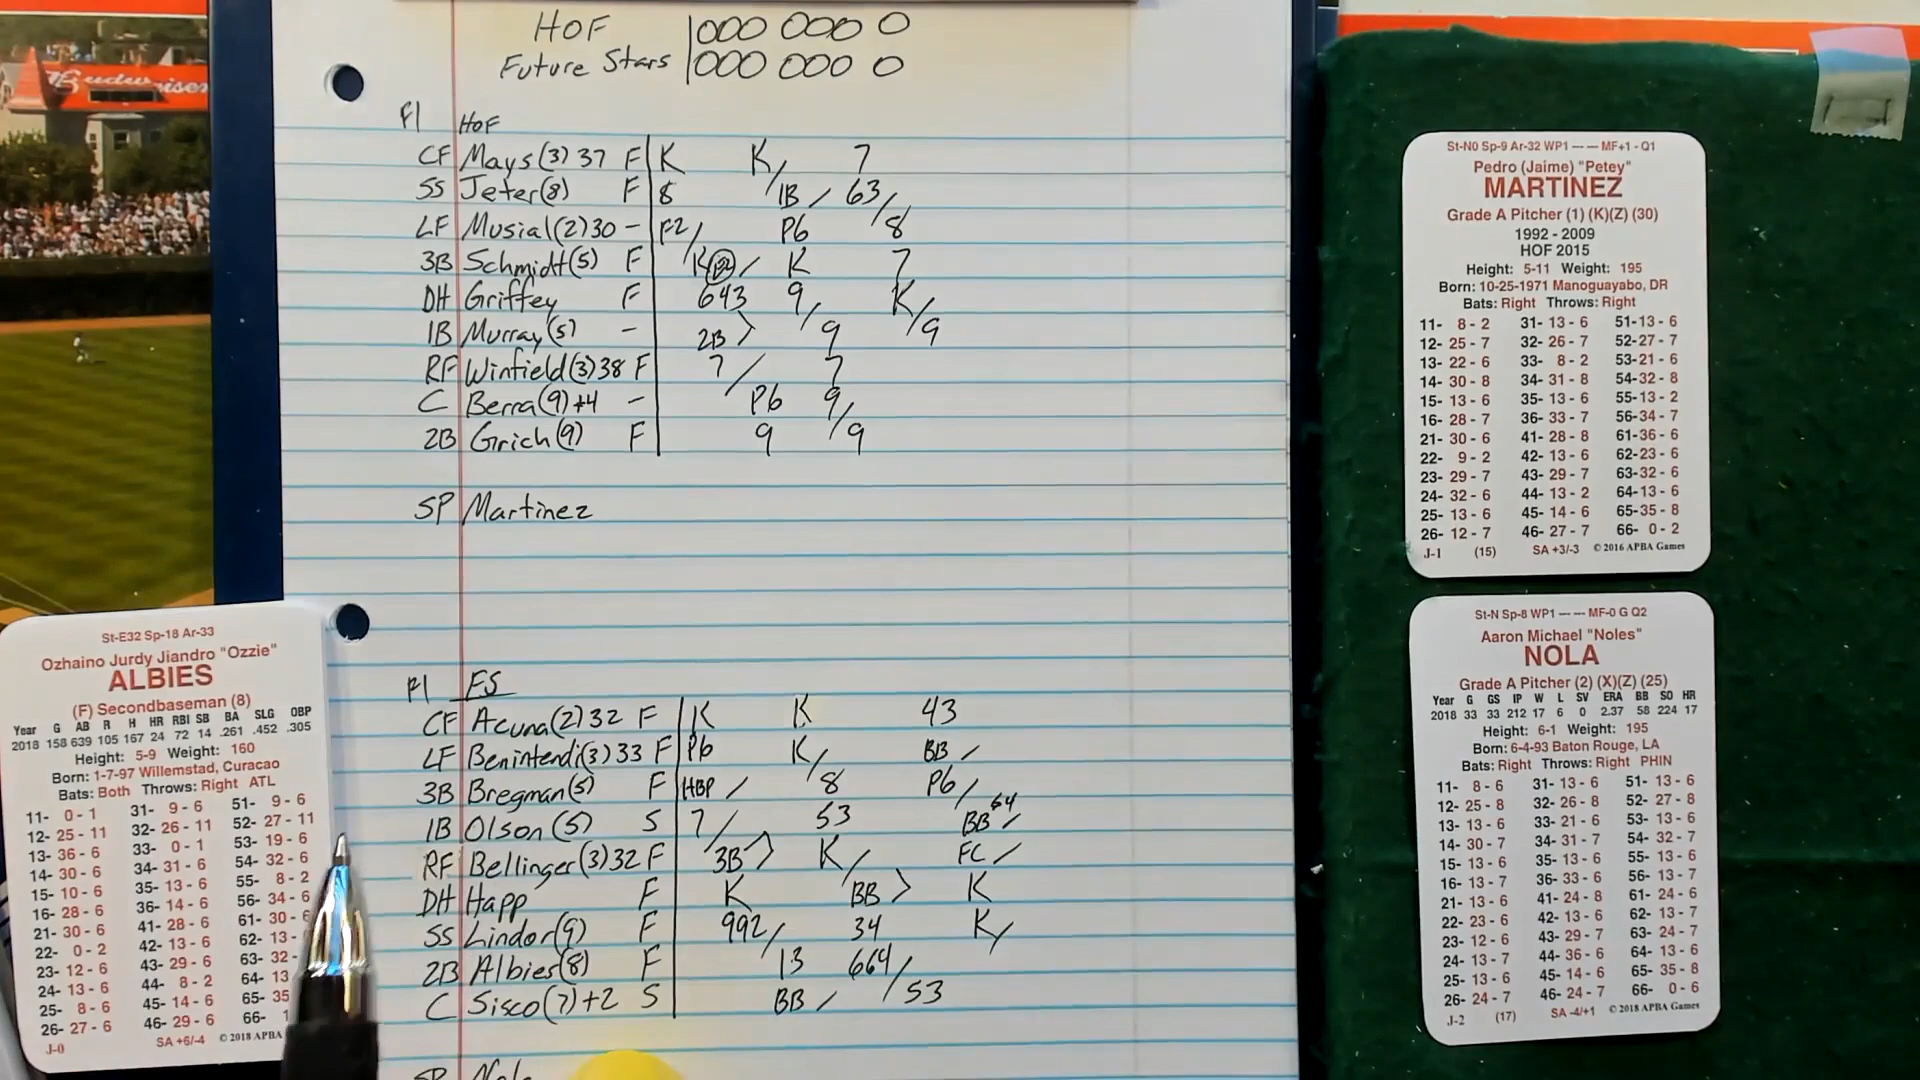 Budweiser
HOF 000 000 0
Future Stars 000 000 0
F1 HOF
CF Mays(3)37 F K K/ 7
SS Jeter(8) F 8 1B / 63/
LF Musial(2)30 - F2/ P6 8
3B Schmidt(5) F K / K 7
DH Griffey F 643 9/ K/
1B Murray(5) - 2B > 9 9
RF Winfield(3)38 F 7 / 7
C Berra(9)+4 - P6 9/
2B Grich(9) F 9 9
SP Martinez
F1 FS
CF Acuna(2)32 F K K 43
LF Benintendi(3)33 F P6 K/ BB /
3B Bregman(5) F HBP / 8 P6/
1B Olson(5) S 7/ 53 BB 64/
RF Bellinger(3)32 F 3B > K/ FC /
DH Happ F K BB > K
SS Lindor(9) F 992/ 34 K/
2B Albies(8) F 13 664/
C Sisco(7)+2 S BB / 53
SP Nola
St-E32 Sp-18 Ar-33
Ozhaino Jurdy Jiandro "Ozzie"
ALBIES
(F) Secondbaseman (8)
Year G AB R H HR RBI SB BA SLG OBP
2018 158 639 105 167 24 72 14 .261 .452 .305
Height: 5-9 Weight: 160
Born: 1-7-97 Willemstad, Curacao
Bats: Both Throws: Right ATL
11- 0 - 1 31- 9 - 6 51- 9 - 6
12- 25 - 11 32- 26 - 11 52- 27 - 11
13- 36 - 6 33- 0 - 1 53- 19 - 6
14- 30 - 6 34- 31 - 6 54- 32 - 6
15- 10 - 6 35- 13 - 6 55- 8 - 2
16- 28 - 6 36- 14 - 6 56- 34 - 6
21- 30 - 6 41- 28 - 6 61- 30 - 6
22- 0 - 2 42- 13 - 6 62- 13 -
23- 12 - 6 43- 29 - 6 63- 32 -
24- 13 - 6 44- 8 - 2 64- 13
25- 8 - 6 45- 14 - 6 65- 35
26- 27 - 6 46- 29 - 6 66-
J-0 SA +6/-4 © 2018 APBA
St-N0 Sp-9 Ar-32 WP1 --- -- MF+1 - Q1
Pedro (Jaime) "Petey"
MARTINEZ
Grade A Pitcher (1) (K)(Z) (30)
1992 - 2009
HOF 2015
Height: 5-11 Weight: 195
Born: 10-25-1971 Manoguayabo, DR
Bats: Right Throws: Right
11- 8 - 2 31- 13 - 6 51- 13 - 6
12- 25 - 7 32- 26 - 7 52- 27 - 7
13- 22 - 6 33- 8 - 2 53- 21 - 6
14- 30 - 8 34- 31 - 8 54- 32 - 8
15- 13 - 6 35- 13 - 6 55- 13 - 2
16- 28 - 7 36- 33 - 7 56- 34 - 7
21- 30 - 6 41- 28 - 8 61- 36 - 6
22- 9 - 2 42- 13 - 6 62- 23 - 6
23- 29 - 7 43- 29 - 7 63- 32 - 6
24- 32 - 6 44- 13 - 2 64- 13 - 6
25- 13 - 6 45- 14 - 6 65- 35 - 8
26- 12 - 7 46- 27 - 7 66- 0 - 2
J-1 (15) SA +3/-3 © 2016 APBA Games
St-N Sp-8 WP1 --- -- MF-0 G Q2
Aaron Michael "Noles"
NOLA
Grade A Pitcher (2) (X)(Z) (25)
Year G GS IP W L SV ERA BB SO HR
2018 33 33 212 17 6 0 2.37 58 224 17
Height: 6-1 Weight: 195
Born: 6-4-93 Baton Rouge, LA
Bats: Right Throws: Right PHIN
11- 8 - 6 31- 13 - 6 51- 13 - 6
12- 25 - 8 32- 26 - 8 52- 27 - 8
13- 13 - 6 33- 21 - 6 53- 13 - 6
14- 30 - 7 34- 31 - 7 54- 32 - 7
15- 13 - 6 35- 13 - 6 55- 13 - 6
16- 13 - 7 36- 33 - 6 56- 13 - 7
21- 13 - 6 41- 24 - 8 61- 24 - 6
22- 23 - 6 42- 13 - 6 62- 13 - 7
23- 12 - 6 43- 29 - 7 63- 24 - 7
24- 13 - 7 44- 36 - 6 64- 13 - 6
25- 13 - 6 45- 14 - 6 65- 35 - 8
26- 24 - 7 46- 24 - 7 66- 0 - 6
J-2 (17) SA -4/+1 © 2018 APBA Games